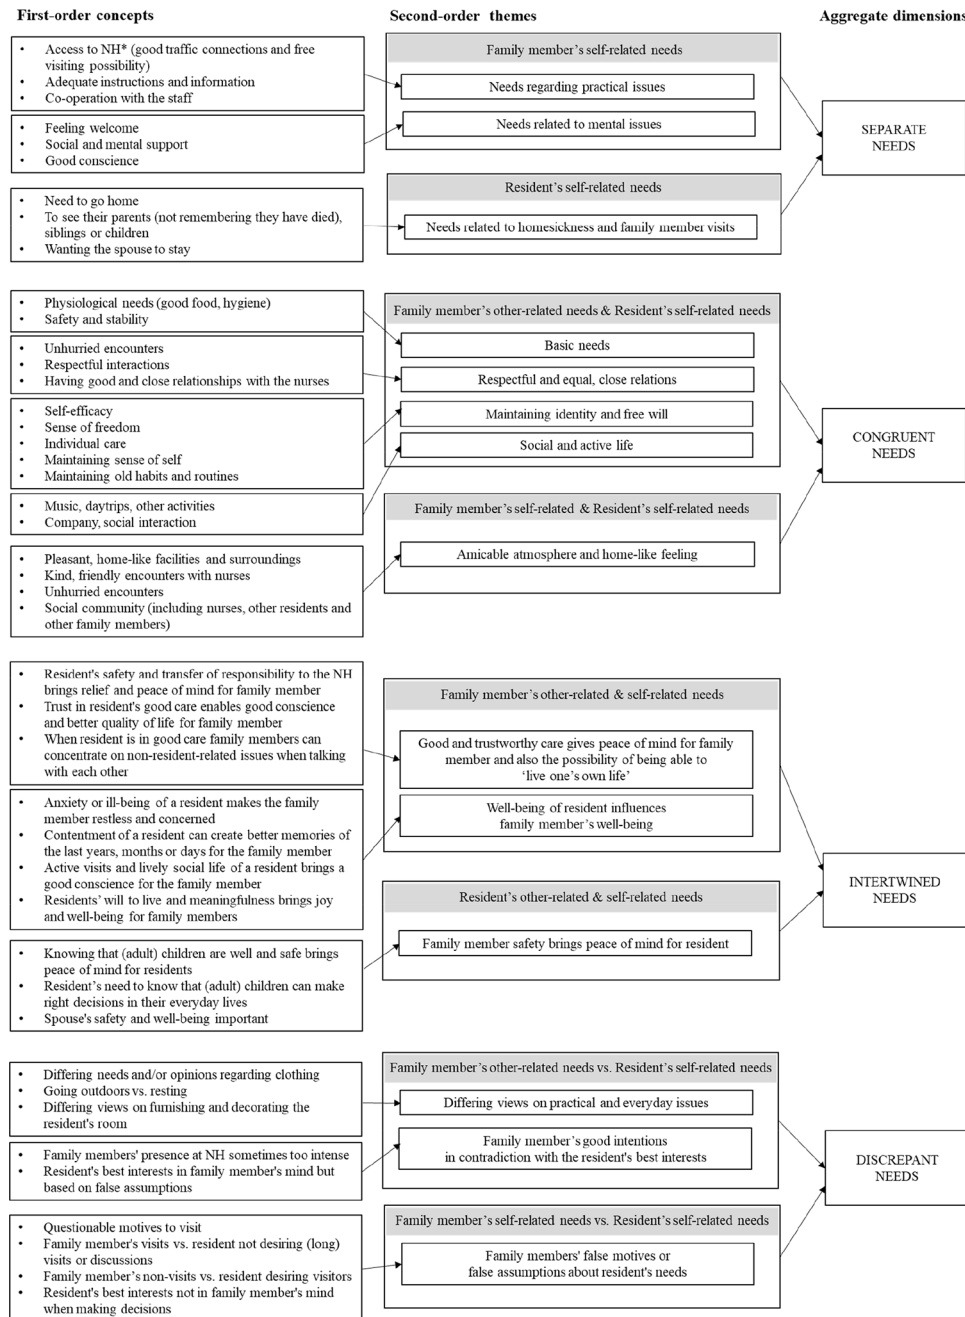 First-order concepts
Second-order themes
Aggregate dimensions
• Access to NH* (good traffic connections and free
visiting possibility)
• Adequate instructions and information
• Co-operation with the staff
• Feeling welcome
• Social and mental support
• Good conscience
• Need to go home
• To see their parents (not remembering they have died),
siblings or children
• Wanting the spouse to stay
Family member's self-related needs
Needs regarding practical issues
Needs related to mental issues
Resident's self-related needs
Needs related to homesickness and family member visits
SEPARATE
NEEDS
• Physiological needs (good food, hygiene)
• Safety and stability
• Unhurried encounters
• Respectful interactions
• Having good and close relationships with the nurses
• Self-efficacy
• Sense of freedom
• Individual care
• Maintaining sense of self
• Maintaining old habits and routines
• Music, daytrips, other activities
• Company, social interaction
• Pleasant, home-like facilities and surroundings
• Kind, friendly encounters with nurses
• Unhurried encounters
• Social community (including nurses, other residents and
other family members)
Family member's other-related needs & Resident's self-related needs
Basic needs
Respectful and equal, close relations
Maintaining identity and free will
Social and active life
Family member's self-related & Resident's self-related needs
Amicable atmosphere and home-like feeling
CONGRUENT
NEEDS
• Resident's safety and transfer of responsibility to the NH
brings relief and peace of mind for family member
• Trust in resident's good care enables good conscience
and better quality of life for family member
• When resident is in good care family members can
concentrate on non-resident-related issues when talking
with each other
• Anxiety or ill-being of a resident makes the family
member restless and concerned
• Contentment of a resident can create better memories of
the last years, months or days for the family member
• Active visits and lively social life of a resident brings a
good conscience for the family member
• Residents' will to live and meaningfulness brings joy
and well-being for family members
• Knowing that (adult) children are well and safe brings
peace of mind for residents
• Resident's need to know that (adult) children can make
right decisions in their everyday lives
• Spouse's safety and well-being important
Family member's other-related & self-related needs
Good and trustworthy care gives peace of mind for family
member and also the possibility of being able to
‘live one's own life’
Well-being of resident influences
family member's well-being
Resident's other-related & self-related needs
Family member safety brings peace of mind for resident
INTERTWINED
NEEDS
• Differing needs and/or opinions regarding clothing
• Going outdoors vs. resting
• Differing views on furnishing and decorating the
resident's room
• Family members' presence at NH sometimes too intense
• Resident's best interests in family member's mind but
based on false assumptions
• Questionable motives to visit
• Family member's visits vs. resident not desiring (long)
visits or discussions
• Family member's non-visits vs. resident desiring visitors
• Resident's best interests not in family member's mind
when making decisions
Family member's other-related needs vs. Resident's self-related needs
Differing views on practical and everyday issues
Family member's good intentions
in contradiction with the resident's best interests
Family member's self-related needs vs. Resident's self-related needs
Family members' false motives or
false assumptions about resident's needs
DISCREPANT
NEEDS